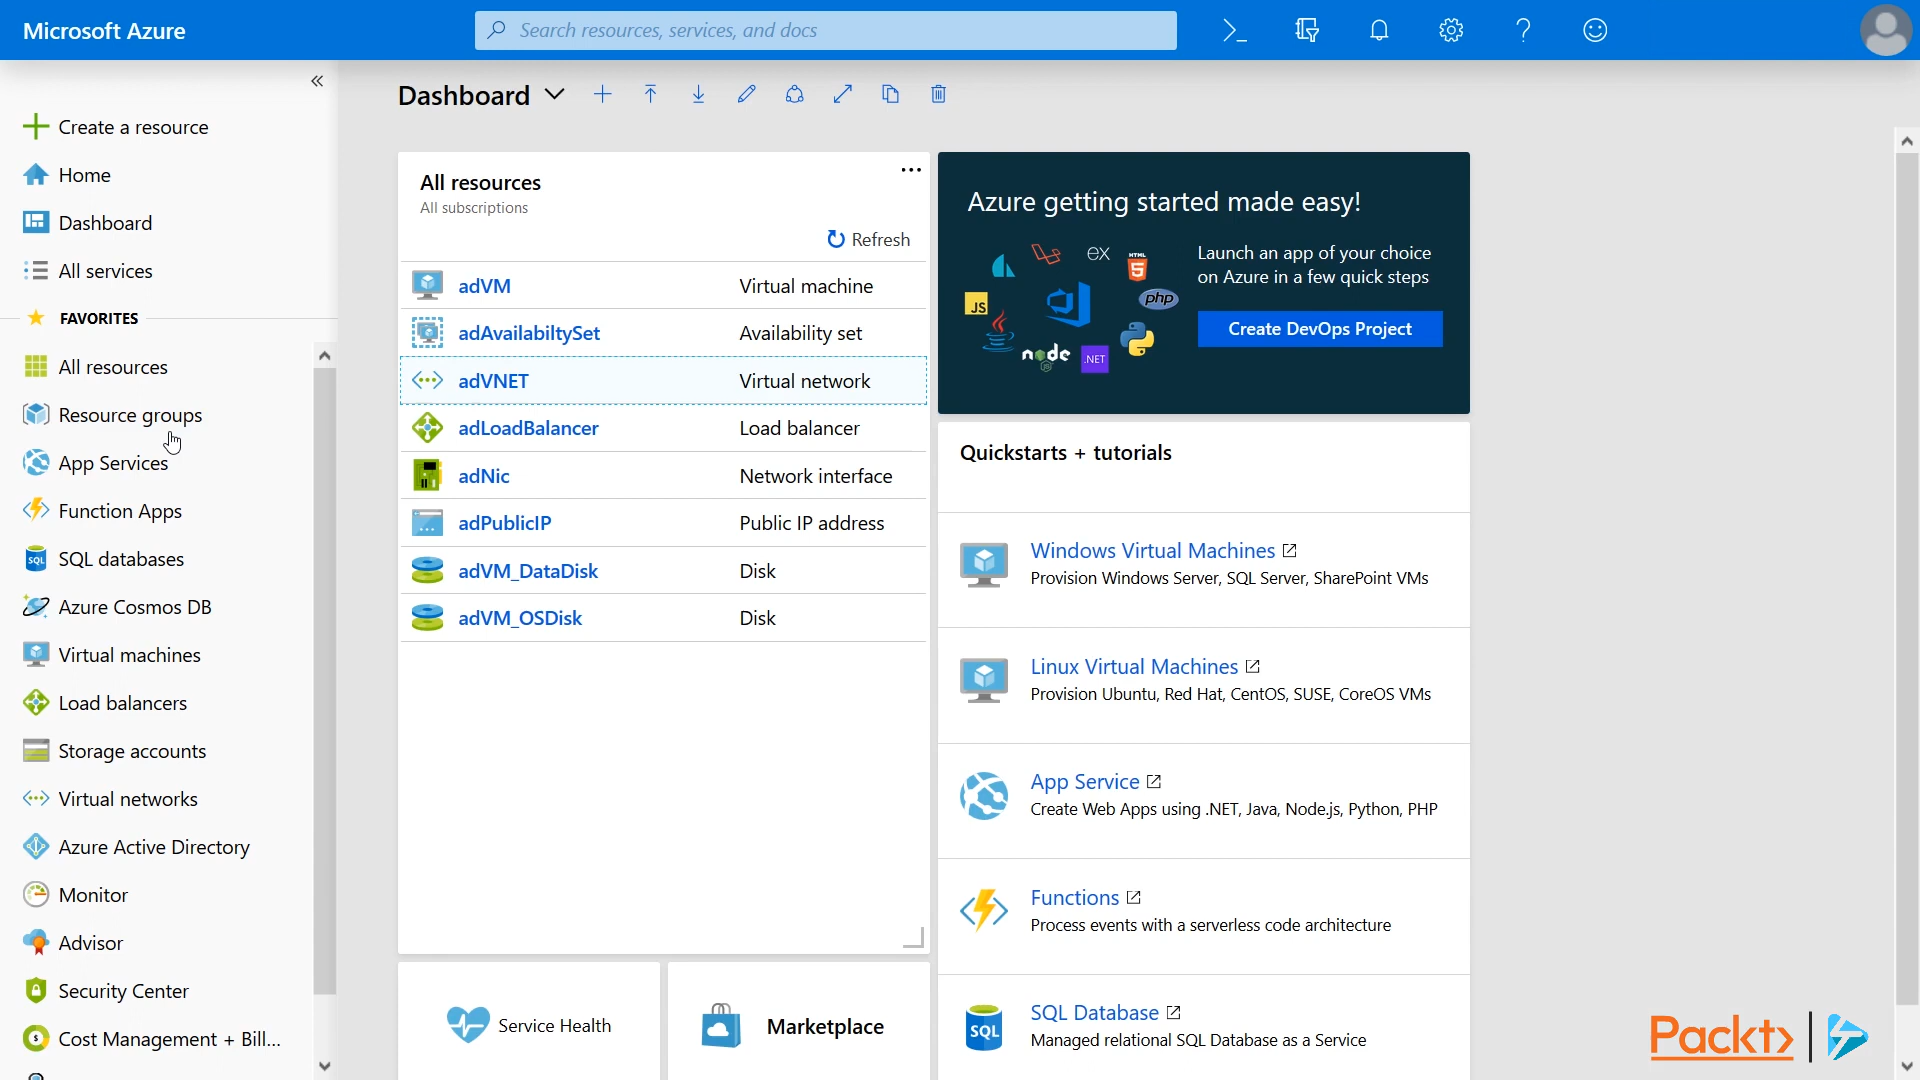 Microsoft Azure
Search resources, services, and docs
Create a resource
Home
Dashboard
All services
FAVORITES
All resources
Resource groups
App Services
Function Apps
SQL databases
Azure Cosmos DB
Virtual machines
Load balancers
Storage accounts
Virtual networks
Azure Active Directory
Monitor
Advisor
Security Center
Cost Management + Bill...
Dashboard
All resources
All subscriptions
Refresh
adVM Virtual machine
adAvailabiltySet Availability set
adVNET Virtual network
adLoadBalancer Load balancer
adNic Network interface
adPublicIP Public IP address
adVM_DataDisk Disk
adVM_OSDisk Disk
Service Health
Marketplace
Azure getting started made easy!
EX
HTML
5
JS
php
node
JS
.NET
Launch an app of your choice
on Azure in a few quick steps
Create DevOps Project
Quickstarts + tutorials
Windows Virtual Machines
Provision Windows Server, SQL Server, SharePoint VMs
Linux Virtual Machines
Provision Ubuntu, Red Hat, CentOS, SUSE, CoreOS VMs
App Service
Create Web Apps using .NET, Java, Node.js, Python, PHP
Functions
Process events with a serverless code architecture
SQL
SQL Database
Managed relational SQL Database as a Service
Packt